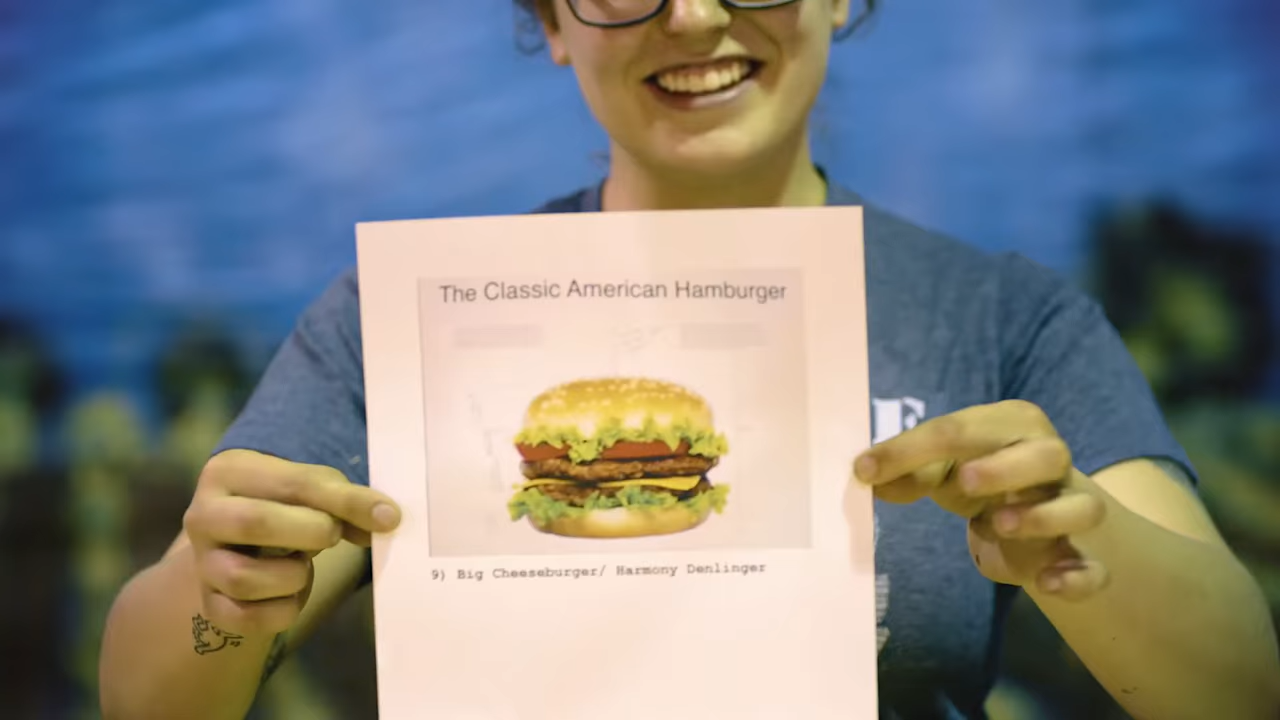 The Classic American Hamburger
9) Big Cheeseburger/ Harmony Denlinger
E